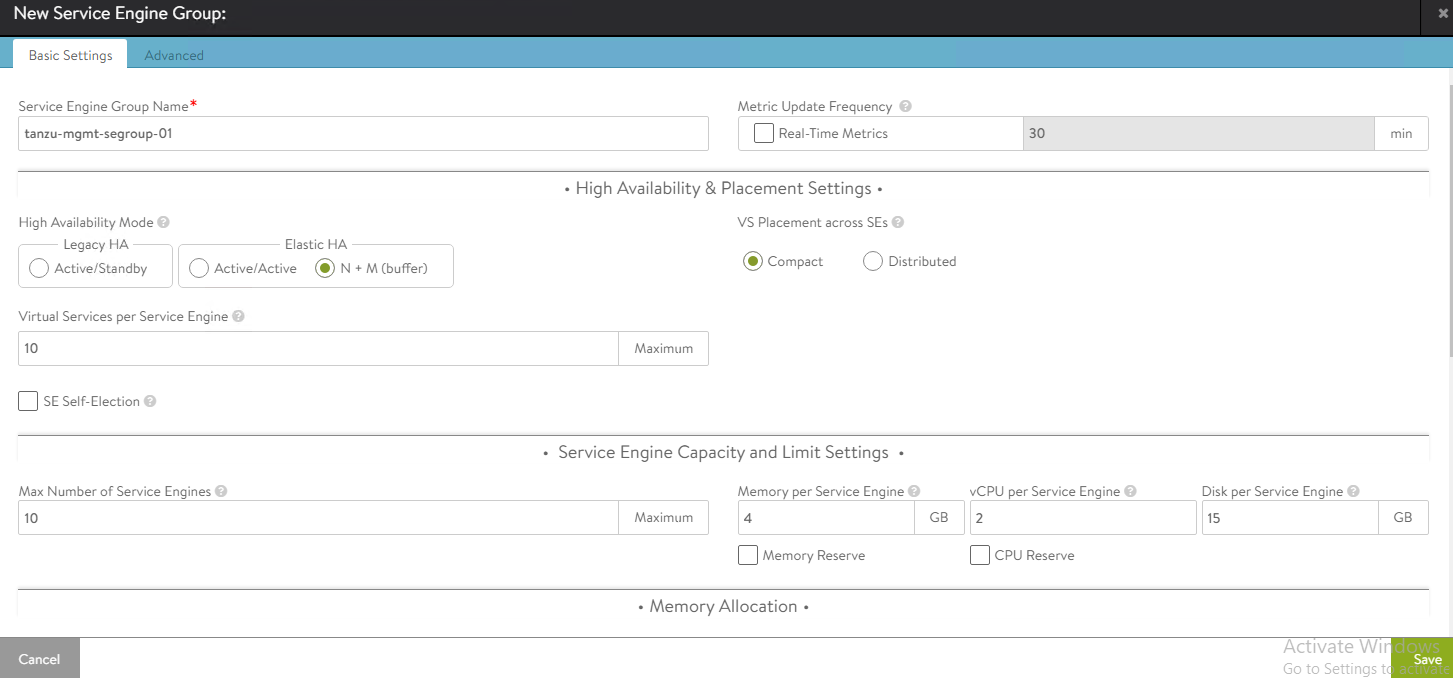 New Service Engine Group:
Basic Settings Advanced
Service Engine Group Name* Metric Update Frequency
tanzu-mgmt-segroup-01 Real-Time Metrics 30 min
• High Availability & Placement Settings •
High Availability Mode VS Placement across SEs
Legacy HA Elastic HA
Active/Standby Active/Active N + M (buffer) Compact Distributed
Virtual Services per Service Engine
10 Maximum
SE Self-Election
• Service Engine Capacity and Limit Settings •
Max Number of Service Engines Memory per Service Engine vCPU per Service Engine Disk per Service Engine
10 Maximum 4 GB 2 15 GB
Memory Reserve CPU Reserve
• Memory Allocation •
Activate Windows
Cancel Save
Go to Settings to activate